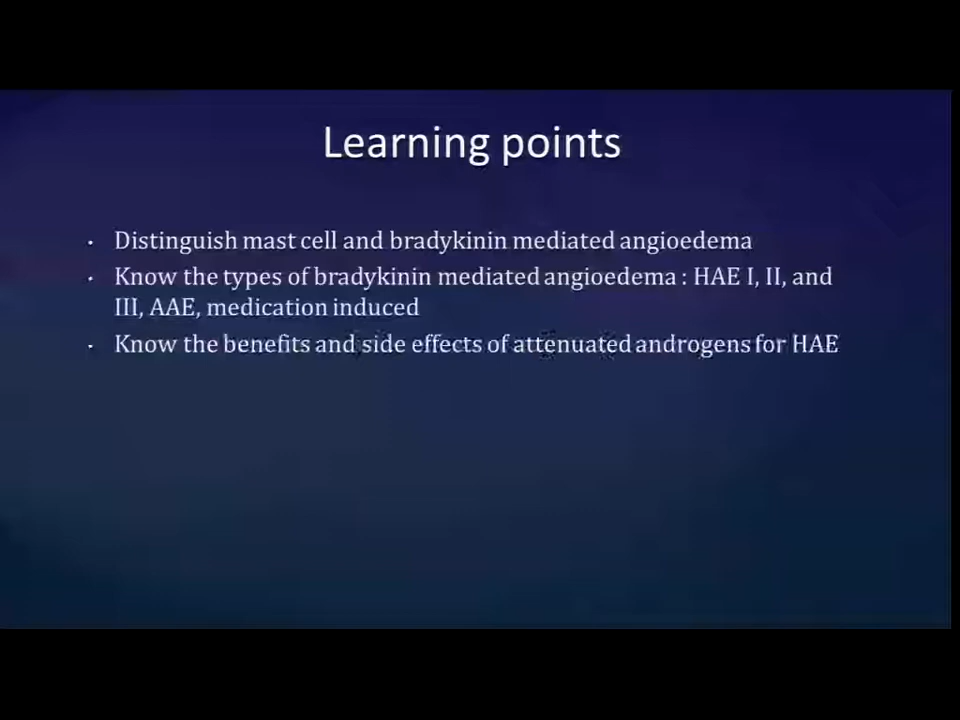 Learning points
• Distinguish mast cell and bradykinin mediated angioedema
• Know the types of bradykinin mediated angioedema : HAE I, II, and
III, AAE, medication induced
• Know the benefits and side effects of attenuated androgens for HAE